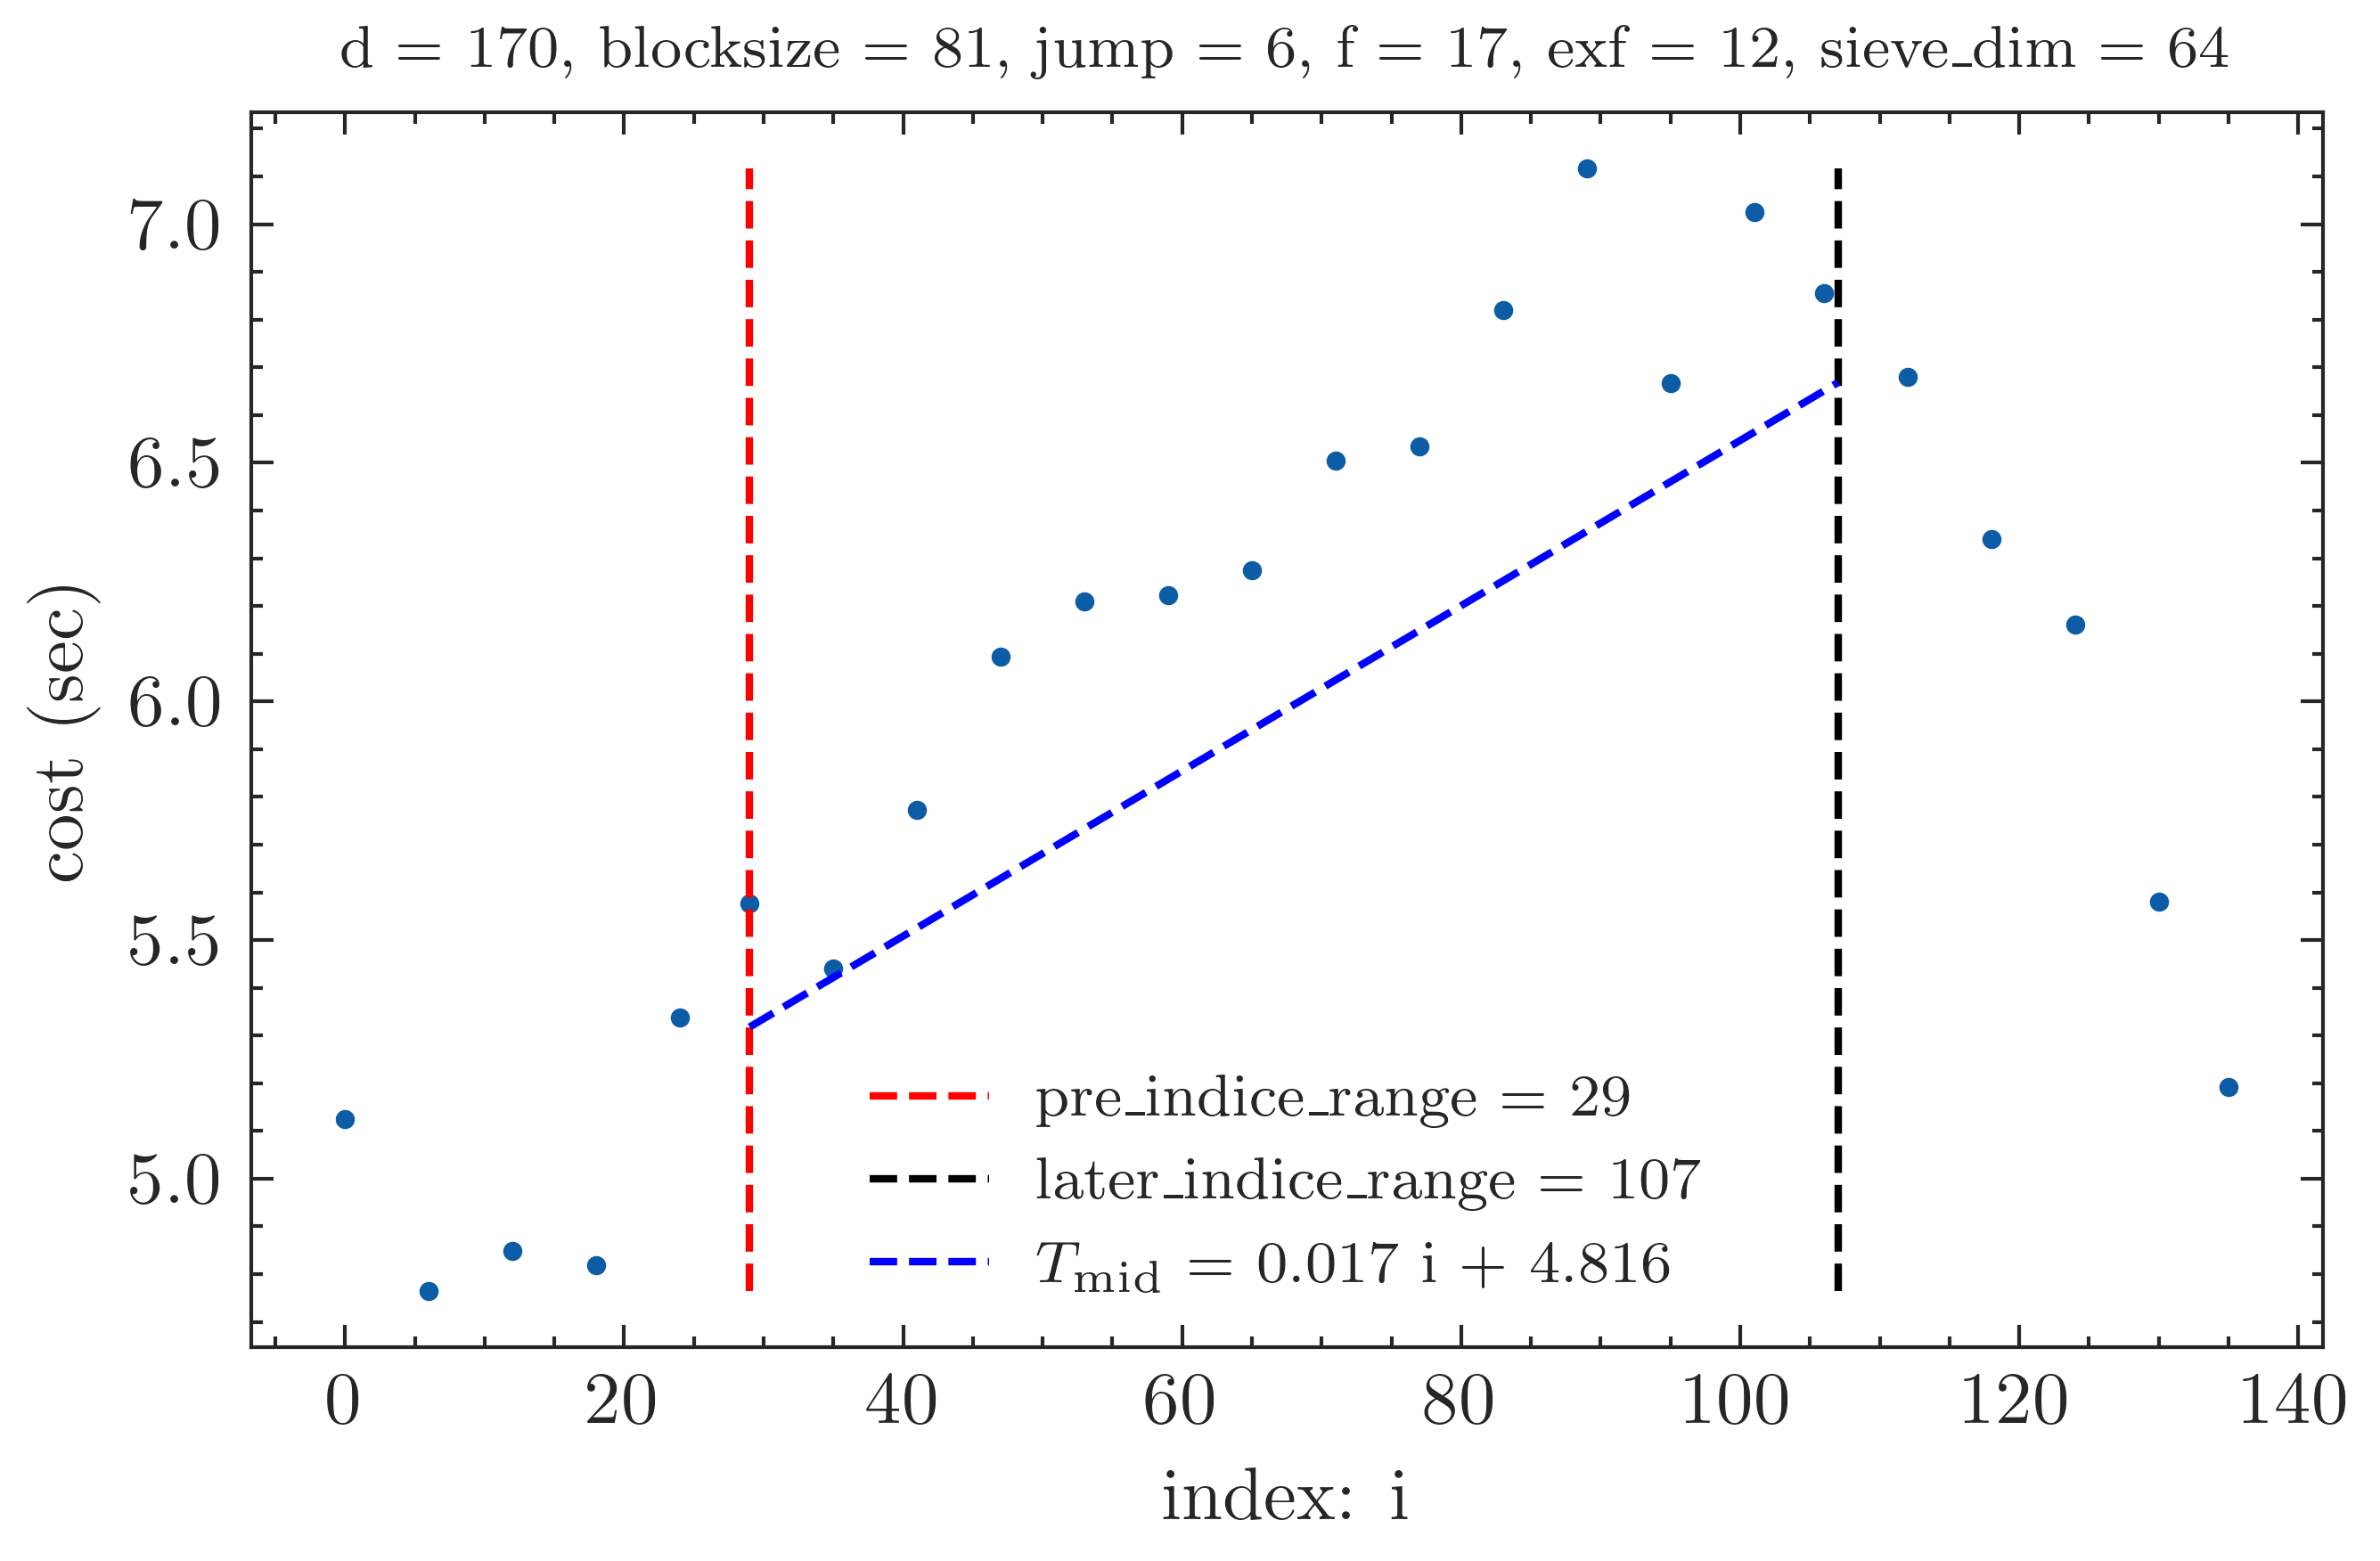 d = 170, blocksize = 81, jump = 6, f = 17, exf = 12, sieve_dim = 64
7.0
6.5
6.0
5.5
5.0
cost (sec)
pre_indice_range = 29
later_indice_range = 107
T_mid = 0.017 i + 4.816
0 20 40 60 80 100 120 140
index: i